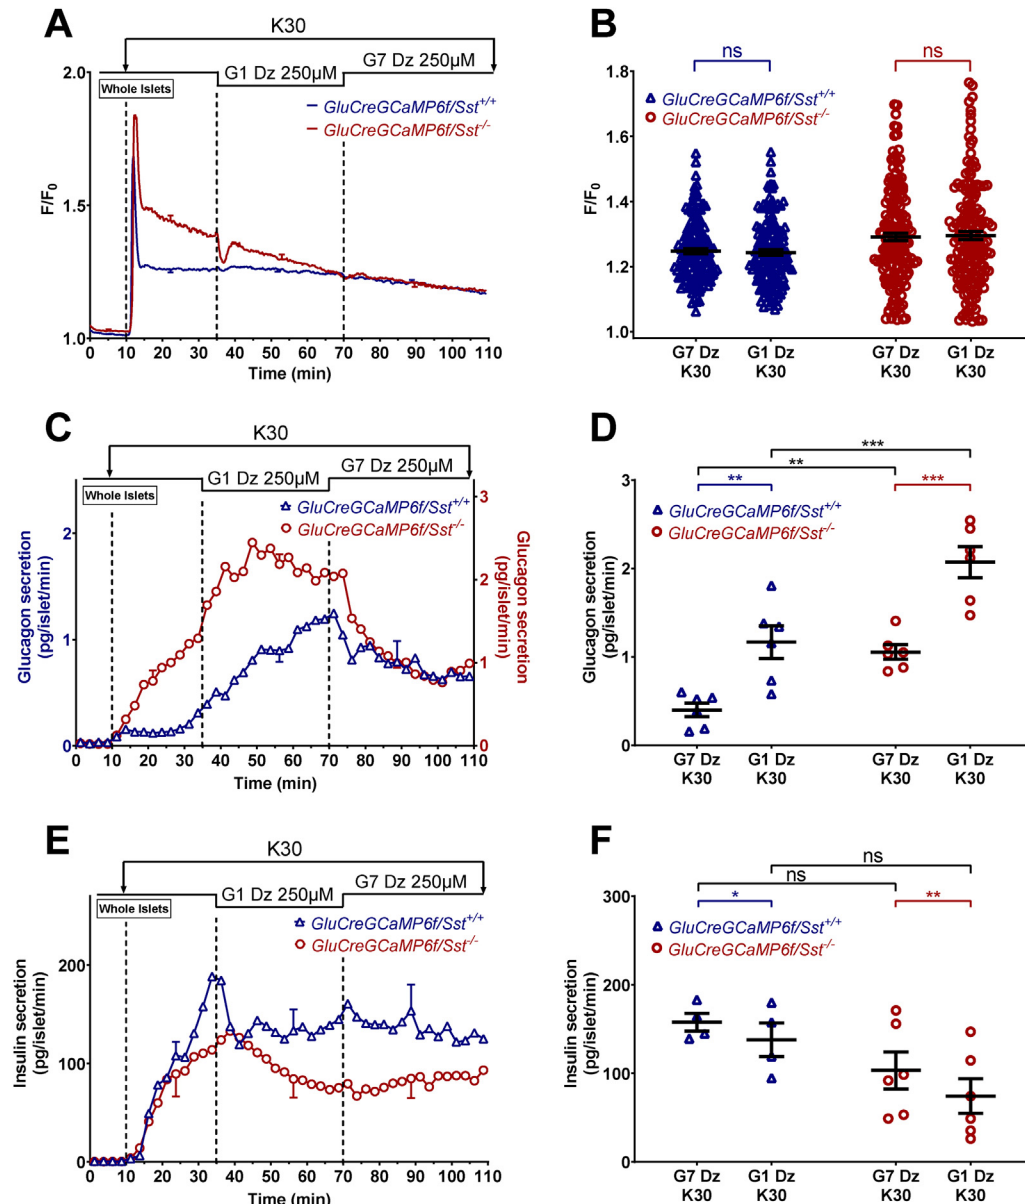 A
K30
G7 Dz 250µM
G1 Dz 250µM
Whole Islets
GluCreGCaMP6f/Sst+/+
GluCreGCaMP6f/Sst-/-
F/F0
2.0
1.5
1.0
0 10 20 30 40 50 60 70 80 90 100 110
Time (min)
B
ns ns
GluCreGCaMP6f/Sst+/+
GluCreGCaMP6f/Sst-/-
F/F0
1.8
1.6
1.4
1.2
1.0
G7 Dz G1 Dz G7 Dz G1 Dz
K30 K30 K30 K30
C
K30
G7 Dz 250µM
G1 Dz 250µM
Whole Islets
GluCreGCaMP6f/Sst+/+
GluCreGCaMP6f/Sst-/-
Glucagon secretion
(pg/islet/min)
2
1
0
3
2
1
0
Glucagon secretion
(pg/islet/min)
0 10 20 30 40 50 60 70 80 90 100 110
Time (min)
D
***
**
** ***
GluCreGCaMP6f/Sst+/+
GluCreGCaMP6f/Sst-/-
Glucagon secretion
(pg/islet/min)
3
2
1
0
G7 Dz G1 Dz G7 Dz G1 Dz
K30 K30 K30 K30
E
K30
G7 Dz 250µM
G1 Dz 250µM
Whole Islets
GluCreGCaMP6f/Sst+/+
GluCreGCaMP6f/Sst-/-
Insulin secretion
(pg/islet/min)
200
100
0
0 10 20 30 40 50 60 70 80 90 100 110
Time (min)
F
ns
ns
* **
GluCreGCaMP6f/Sst+/+
GluCreGCaMP6f/Sst-/-
Insulin secretion
(pg/islet/min)
300
200
100
0
G7 Dz G1 Dz G7 Dz G1 Dz
K30 K30 K30 K30